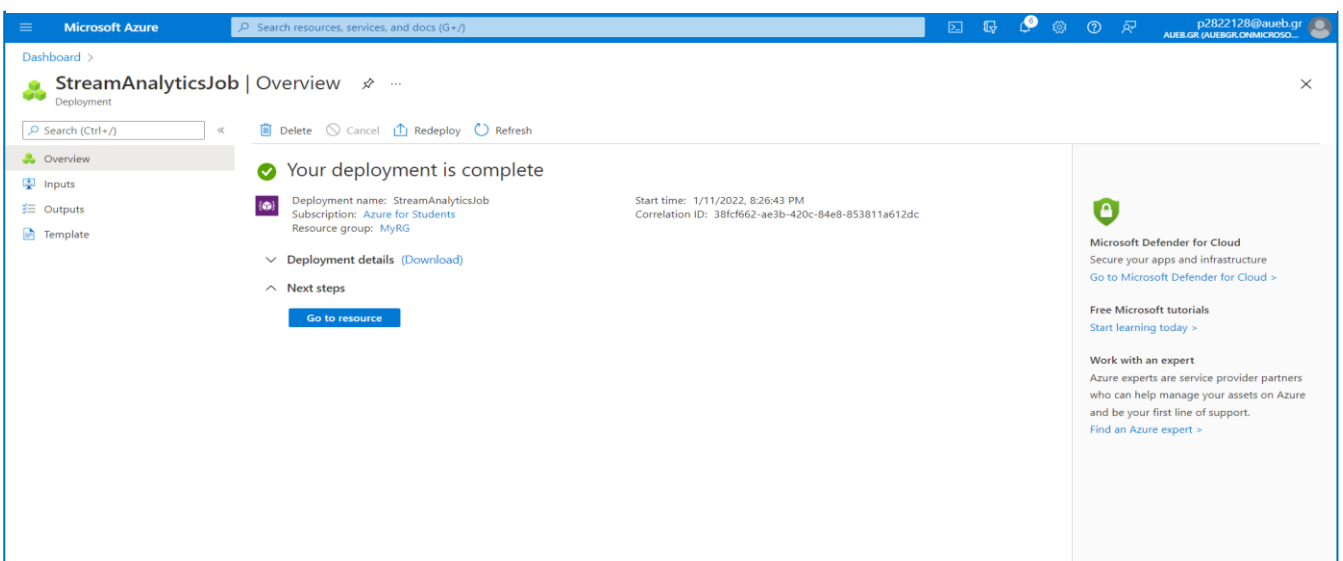 Microsoft Azure
Search resources, services, and docs (G+/)
6
p2822128@aueb.gr
AUEB.GR (AUEBGR.ONMICROSO...
Dashboard >
StreamAnalyticsJob | Overview ...
Deployment
Search (Ctrl+/) «
Delete Cancel Redeploy Refresh
Overview
Inputs
Outputs
Template
Your deployment is complete
Deployment name: StreamAnalyticsJob
Subscription: Azure for Students
Resource group: MyRG
Start time: 1/11/2022, 8:26:43 PM
Correlation ID: 38fcf662-ae3b-420c-84e8-853811a612dc
Deployment details (Download)
Next steps
Go to resource
Microsoft Defender for Cloud
Secure your apps and infrastructure
Go to Microsoft Defender for Cloud >
Free Microsoft tutorials
Start learning today >
Work with an expert
Azure experts are service provider partners
who can help manage your assets on Azure
and be your first line of support.
Find an Azure expert >